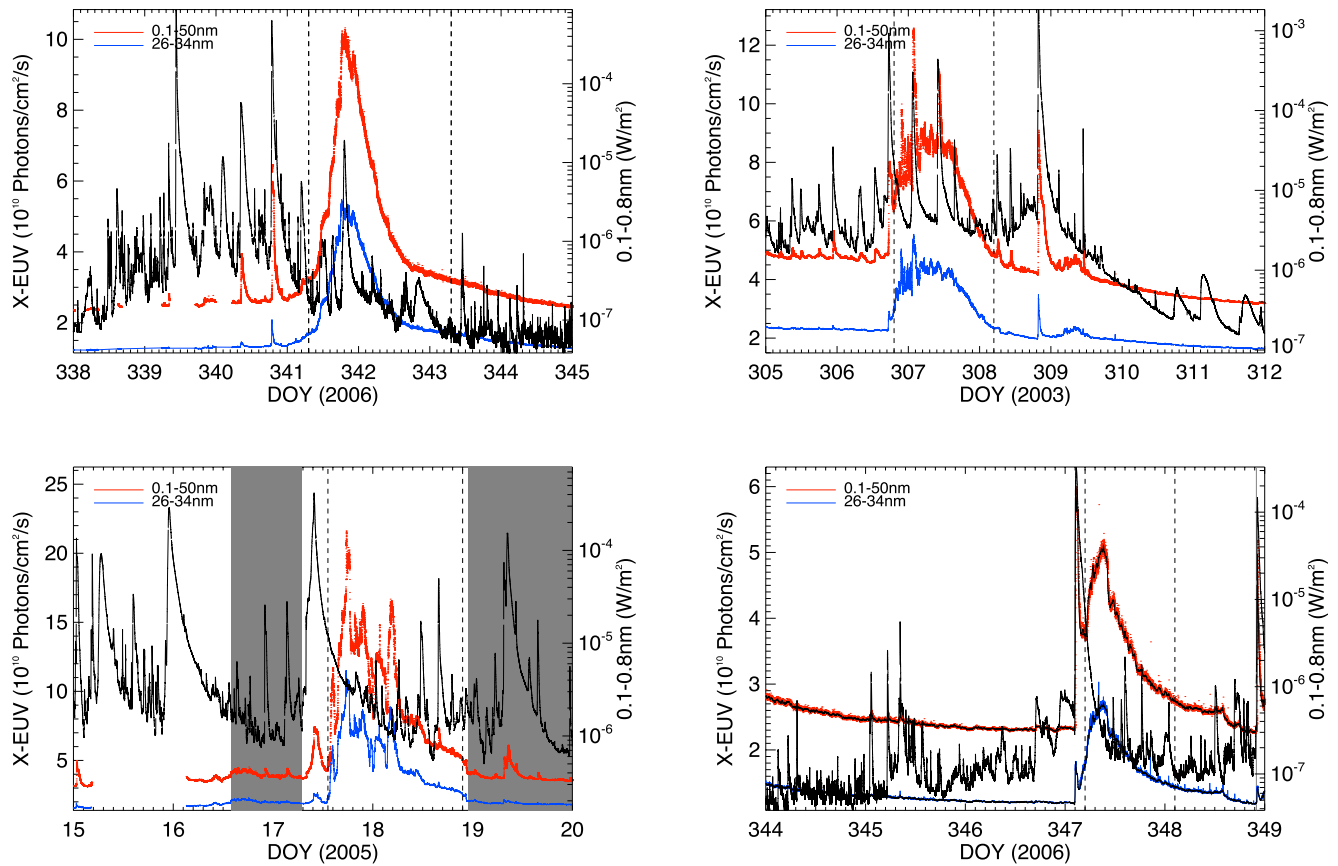 0.1-50nm
26-34nm
X-EUV (10¹⁰ Photons/cm²/s)
10
8
6
4
2
10⁻⁴
10⁻⁵
10⁻⁶
10⁻⁷
0.1-0.8nm (W/m²)
338 339 340 341 342 343 344 345
DOY (2006)
0.1-50nm
26-34nm
X-EUV (10¹⁰ Photons/cm²/s)
12
10
8
6
4
2
10⁻³
10⁻⁴
10⁻⁵
10⁻⁶
10⁻⁷
0.1-0.8nm (W/m²)
305 306 307 308 309 310 311 312
DOY (2003)
0.1-50nm
26-34nm
X-EUV (10¹⁰ Photons/cm²/s)
25
20
15
10
5
10⁻⁴
10⁻⁵
10⁻⁶
0.1-0.8nm (W/m²)
15 16 17 18 19 20
DOY (2005)
0.1-50nm
26-34nm
X-EUV (10¹⁰ Photons/cm²/s)
6
5
4
3
2
10⁻⁴
10⁻⁵
10⁻⁶
10⁻⁷
0.1-0.8nm (W/m²)
344 345 346 347 348 349
DOY (2006)